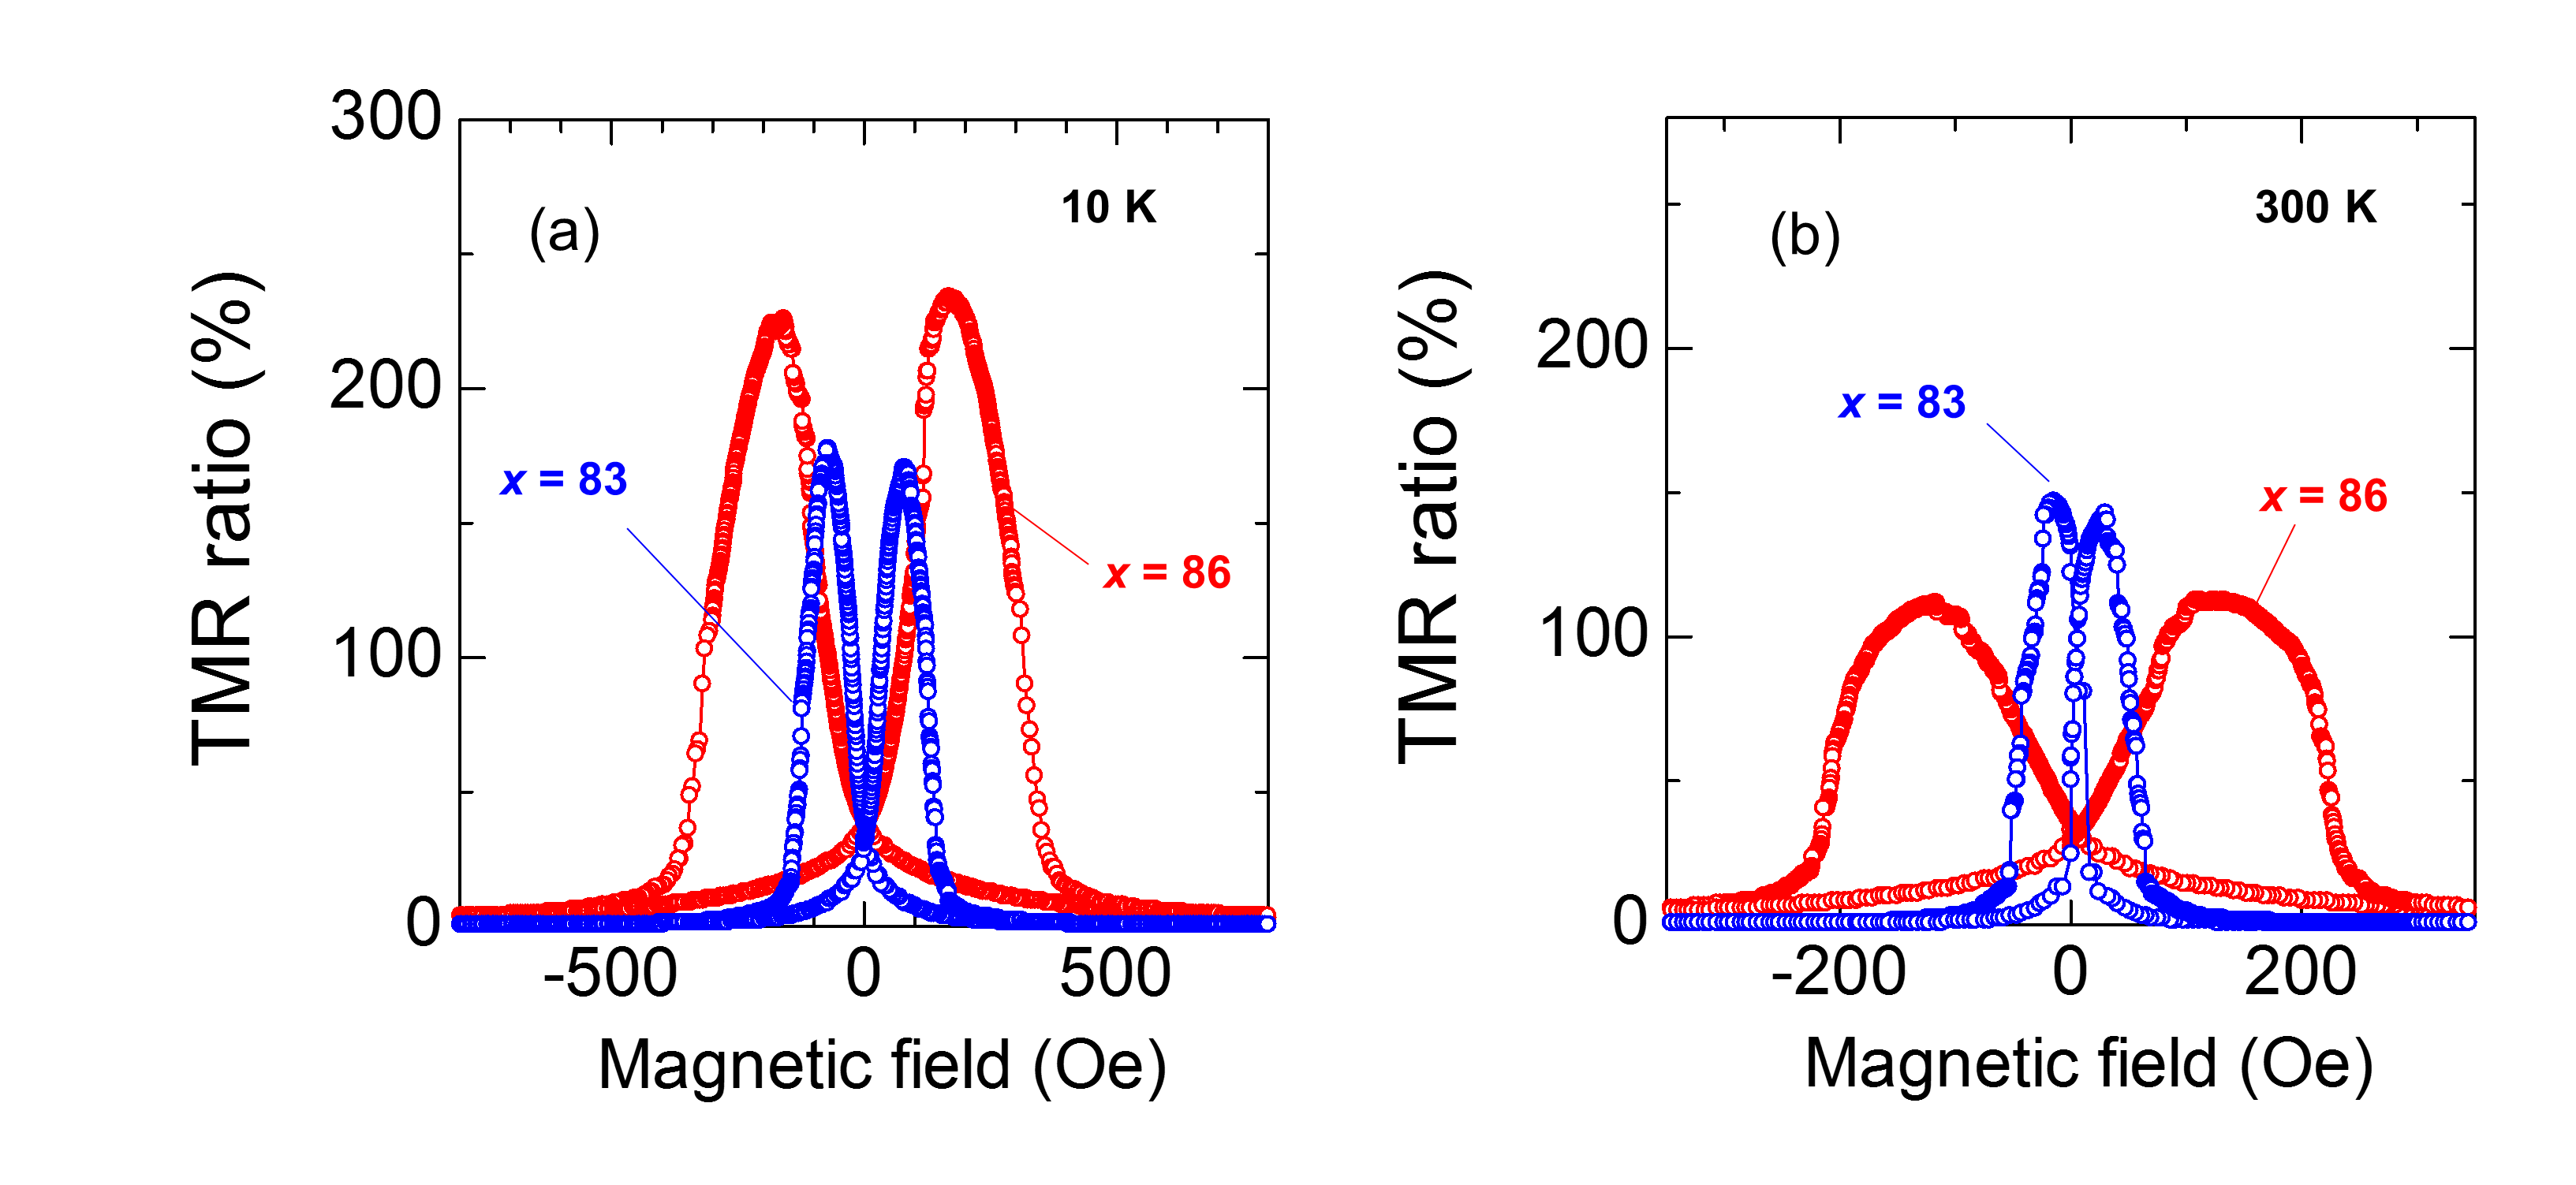 300
200
100
0
-500
0
500
TMR ratio (%)
Magnetic field (Oe)
(a)
10 K
x = 83
x = 86
200
100
0
-200
0
200
TMR ratio (%)
Magnetic field (Oe)
(b)
300 K
x = 83
x = 86